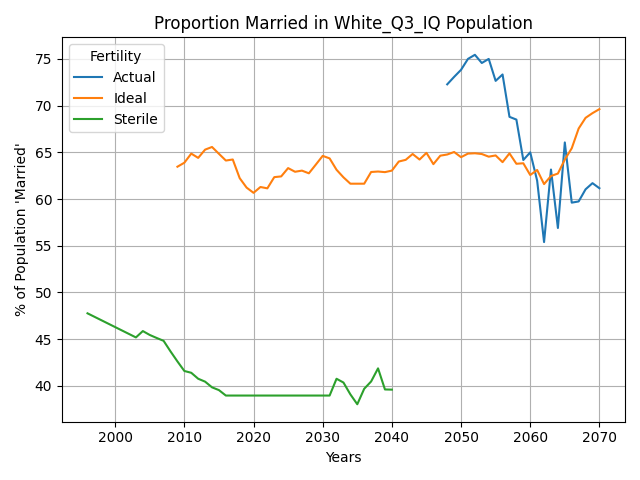 Proportion Married in White_Q3_IQ Population
Fertility
Actual
Ideal
Sterile
% of Population 'Married'
75
70
65
60
55
50
45
40
2000
2010
2020
2030
2040
2050
2060
2070
Years